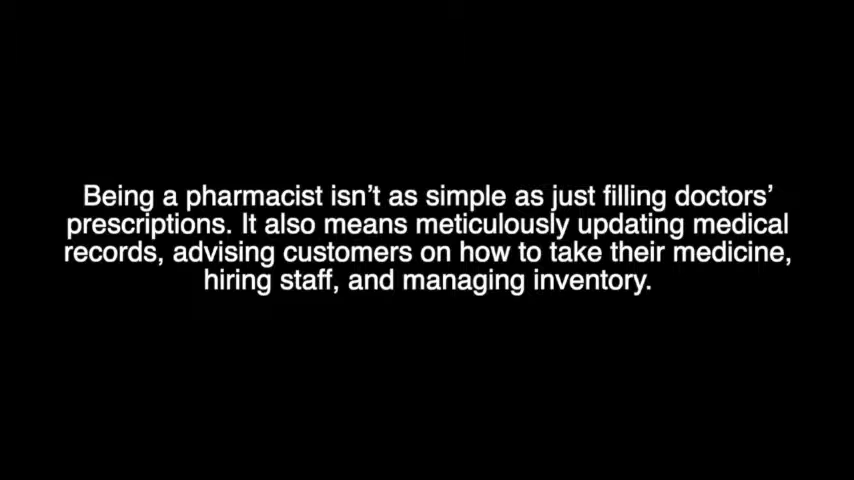 Being a pharmacist isn’t as simple as just filling doctors’
prescriptions. It also means meticulously updating medical
records, advising customers on how to take their medicine,
hiring staff, and managing inventory.